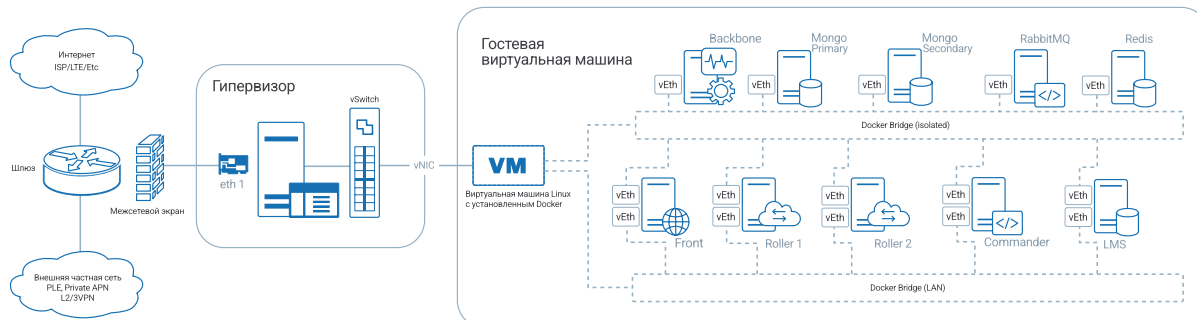 Интернет
ISP/LTE/Etc
Шлюз
Межсетевой экран
Внешняя частная сеть
PLE, Private APN
L2/3VPN
Гипервизор
eth 1
vSwitch
vNIC
Гостевая
виртуальная машина
VM
Виртуальная машина Linux
с установленным Docker
Backbone
vEth
Mongo
Primary
vEth
Mongo
Secondary
vEth
RabbitMQ
vEth
Redis
vEth
Docker Bridge (isolated)
vEth
vEth
Front
vEth
vEth
Roller 1
vEth
vEth
Roller 2
vEth
vEth
Commander
vEth
vEth
LMS
Docker Bridge (LAN)